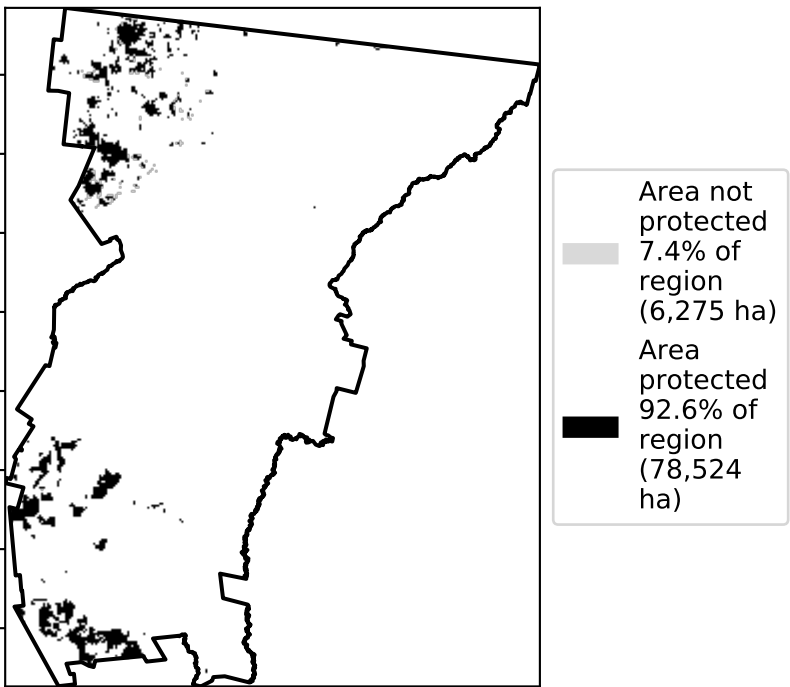 Area not
protected
7.4% of
region
(6,275 ha)
Area
protected
92.6% of
region
(78,524
ha)